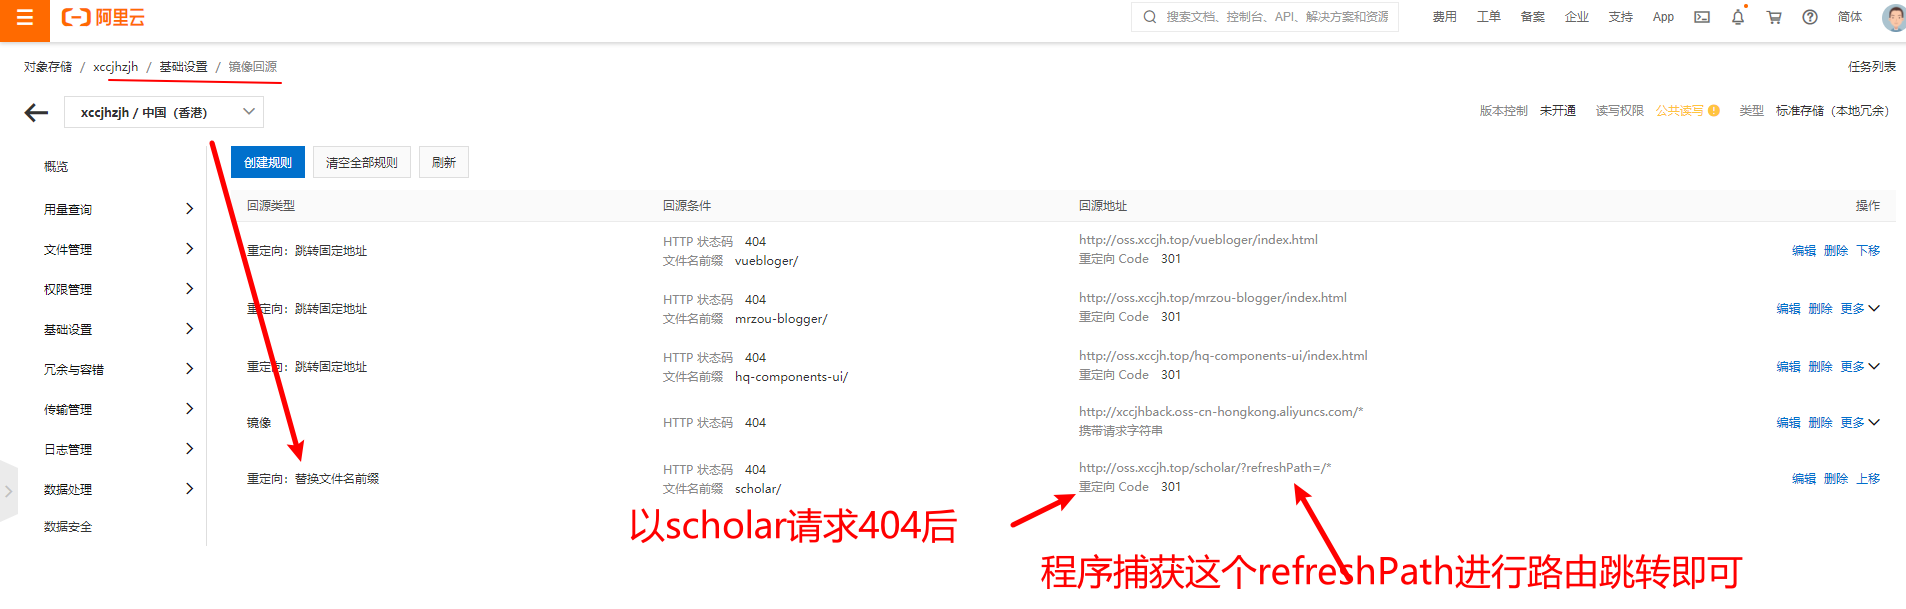 阿里云
搜索文档、控制台、API、解决方案和资源
费用 工单 备案 企业 支持 App 简体
对象存储 / xccjhzjh / 基础设置 / 镜像回源
任务列表
xccjhzjh / 中国（香港）
版本控制 未开通 读写权限 公共读写 类型 标准存储（本地冗余）
概览
用量查询
文件管理
权限管理
基础设置
冗余与容错
传输管理
日志管理
数据处理
数据安全
创建规则 清空全部规则 刷新
回源类型 回源条件 回源地址 操作
重定向：跳转固定地址
HTTP 状态码 404
文件名前缀 vuebloger/
http://oss.xccjh.top/vuebloger/index.html
重定向 Code 301
编辑 删除 下移
重定向：跳转固定地址
HTTP 状态码 404
文件名前缀 mrzou-blogger/
http://oss.xccjh.top/mrzou-blogger/index.html
重定向 Code 301
编辑 删除 更多
重定向：跳转固定地址
HTTP 状态码 404
文件名前缀 hq-components-ui/
http://oss.xccjh.top/hq-components-ui/index.html
重定向 Code 301
编辑 删除 更多
镜像
HTTP 状态码 404
http://xccjhback.oss-cn-hongkong.aliyuncs.com/*
携带请求字符串
编辑 删除 更多
重定向：替换文件名前缀
HTTP 状态码 404
文件名前缀 scholar/
http://oss.xccjh.top/scholar/?refreshPath=/*
重定向 Code 301
编辑 删除 上移
以scholar请求404后
程序捕获这个refreshPath进行路由跳转即可